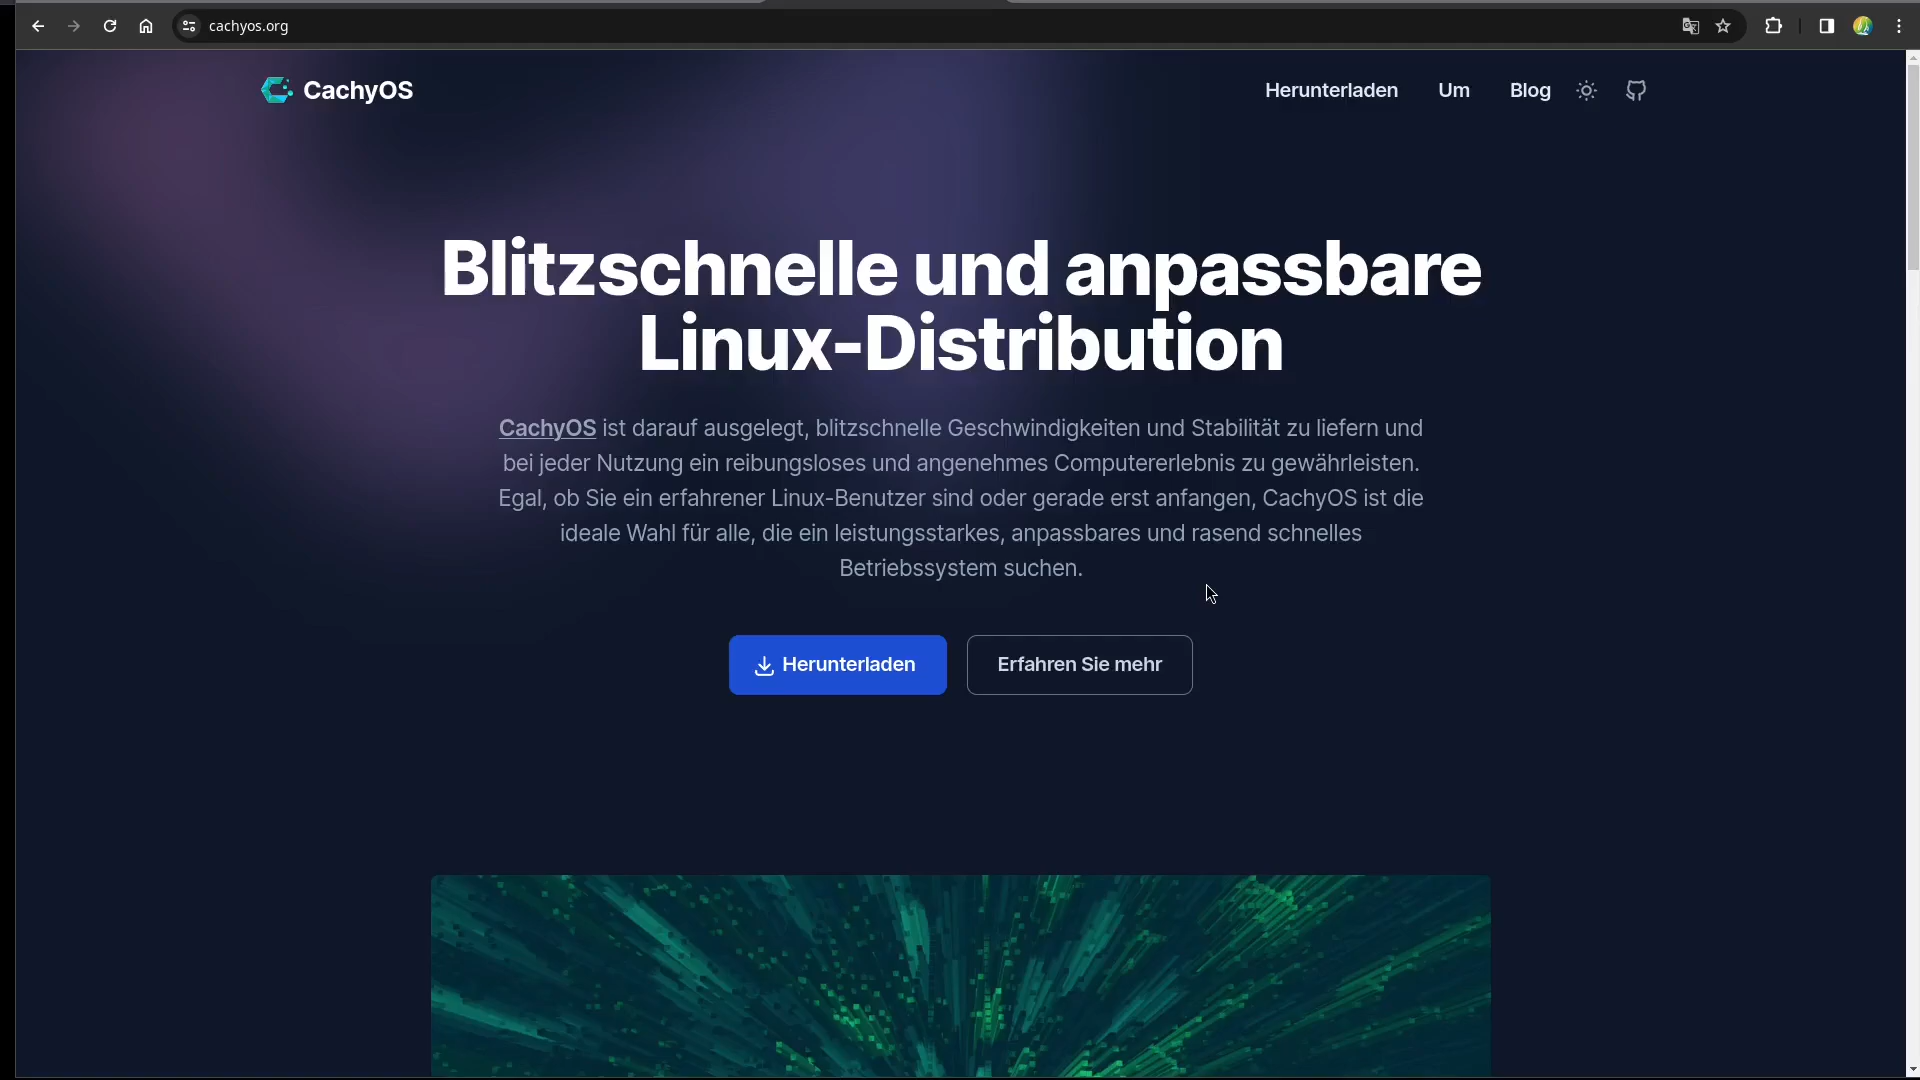 cachyos.org
CachyOS
Herunterladen
Um
Blog
Blitzschnelle und anpassbare
Linux-Distribution
CachyOS ist darauf ausgelegt, blitzschnelle Geschwindigkeiten und Stabilität zu liefern und
bei jeder Nutzung ein reibungsloses und angenehmes Computererlebnis zu gewährleisten.
Egal, ob Sie ein erfahrener Linux-Benutzer sind oder gerade erst anfangen, CachyOS ist die
ideale Wahl für alle, die ein leistungsstarkes, anpassbares und rasend schnelles
Betriebssystem suchen.
Herunterladen
Erfahren Sie mehr